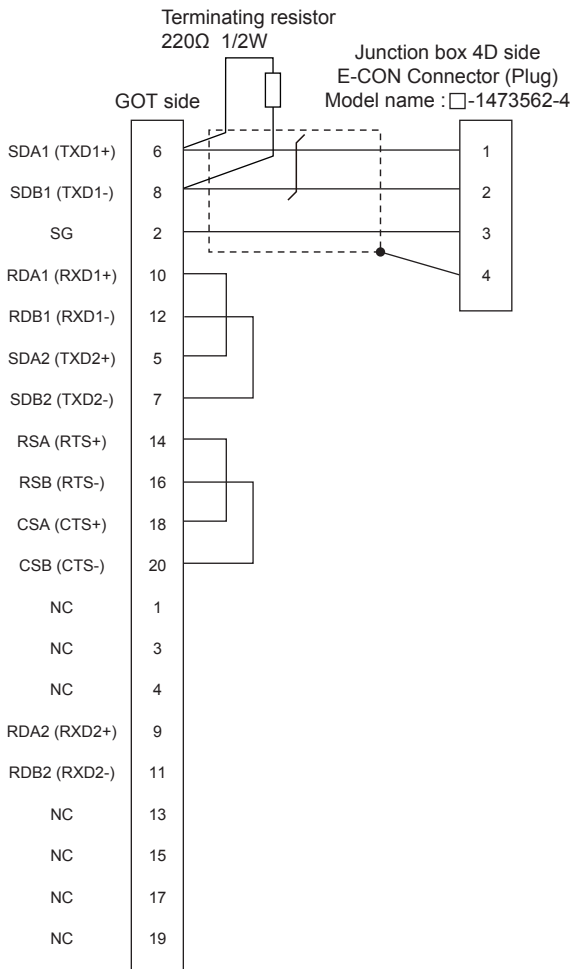 Terminating resistor
220Ω 1/2W
Junction box 4D side
E-CON Connector (Plug)
Model name : □-1473562-4
GOT side
SDA1 (TXD1+) 6 1
SDB1 (TXD1-) 8 2
SG 2 3
RDA1 (RXD1+) 10 4
RDB1 (RXD1-) 12
SDA2 (TXD2+) 5
SDB2 (TXD2-) 7
RSA (RTS+) 14
RSB (RTS-) 16
CSA (CTS+) 18
CSB (CTS-) 20
NC 1
NC 3
NC 4
RDA2 (RXD2+) 9
RDB2 (RXD2-) 11
NC 13
NC 15
NC 17
NC 19